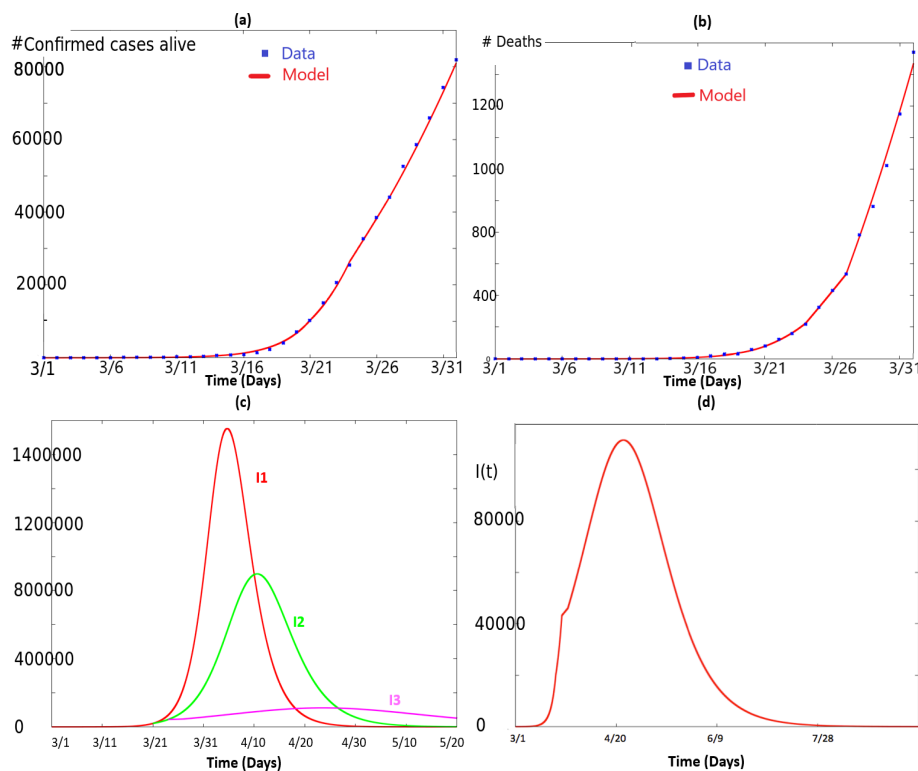 (a)
#Confirmed cases alive
Data
Model
80000
60000
40000
20000
0
3/1 3/6 3/11 3/16 3/21 3/26 3/31
Time (Days)
(b)
# Deaths
Data
Model
1200
1000
800
400
0
3/1 3/6 3/11 3/16 3/21 3/26 3/31
Time (Days)
(c)
1400000
1200000
1000000
800000
400000
0
I1
I2
I3
3/1 3/11 3/21 3/31 4/10 4/20 4/30 5/10 5/20
Time (Days)
(d)
I(t)
80000
40000
0
3/1 4/20 6/9 7/28
Time (Days)